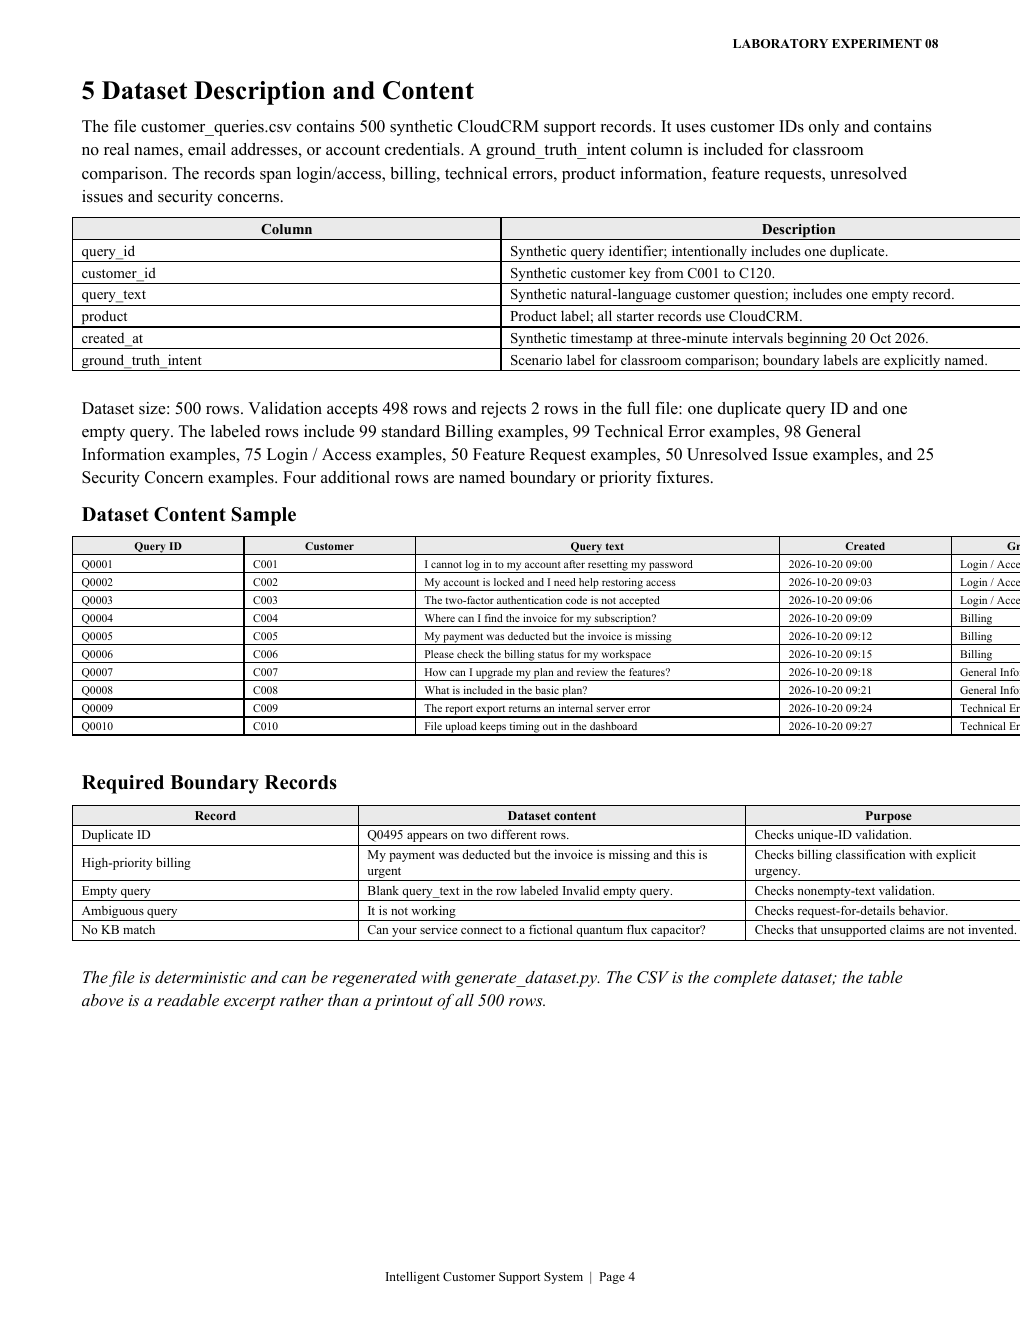 LABORATORY EXPERIMENT 08
5 Dataset Description and Content
The file customer_queries.csv contains 500 synthetic CloudCRM support records. It uses customer IDs only and contains
no real names, email addresses, or account credentials. A ground_truth_intent column is included for classroom
comparison. The records span login/access, billing, technical errors, product information, feature requests, unresolved
issues and security concerns.
Column Description
query_id Synthetic query identifier; intentionally includes one duplicate.
customer_id Synthetic customer key from C001 to C120.
query_text Synthetic natural-language customer question; includes one empty record.
product Product label; all starter records use CloudCRM.
created_at Synthetic timestamp at three-minute intervals beginning 20 Oct 2026.
ground_truth_intent Scenario label for classroom comparison; boundary labels are explicitly named.
Dataset size: 500 rows. Validation accepts 498 rows and rejects 2 rows in the full file: one duplicate query ID and one
empty query. The labeled rows include 99 standard Billing examples, 99 Technical Error examples, 98 General
Information examples, 75 Login / Access examples, 50 Feature Request examples, 50 Unresolved Issue examples, and 25
Security Concern examples. Four additional rows are named boundary or priority fixtures.
Dataset Content Sample
Query ID Customer Query text Created
Q0001 C001 I cannot log in to my account after resetting my password 2026-10-20 09:00 Login /
Q0002 C002 My account is locked and I need help restoring access 2026-10-20 09:03 Login /
Q0003 C003 The two-factor authentication code is not accepted 2026-10-20 09:06 Login /
Q0004 C004 Where can I find the invoice for my subscription? 2026-10-20 09:09 Billing
Q0005 C005 My payment was deducted but the invoice is missing 2026-10-20 09:12 Billing
Q0006 C006 Please check the billing status for my workspace 2026-10-20 09:15 Billing
Q0007 C007 How can I upgrade my plan and review the features? 2026-10-20 09:18 General
Q0008 C008 What is included in the basic plan? 2026-10-20 09:21 General
Q0009 C009 The report export returns an internal server error 2026-10-20 09:24 Technical
Q0010 C010 File upload keeps timing out in the dashboard 2026-10-20 09:27 Technical
Required Boundary Records
Record Dataset content Purpose
Duplicate ID Q0495 appears on two different rows. Checks unique-ID validation.
High-priority billing My payment was deducted but the invoice is missing and this is Checks billing classification with explicit
urgent urgency.
Empty query Blank query_text in the row labeled Invalid empty query. Checks nonempty-text validation.
Ambiguous query It is not working Checks request-for-details behavior.
No KB match Can your service connect to a fictional quantum flux capacitor? Checks that unsupported claims are not invented.
The file is deterministic and can be regenerated with generate_dataset.py. The CSV is the complete dataset; the table
above is a readable excerpt rather than a printout of all 500 rows.
Intelligent Customer Support System | Page 4